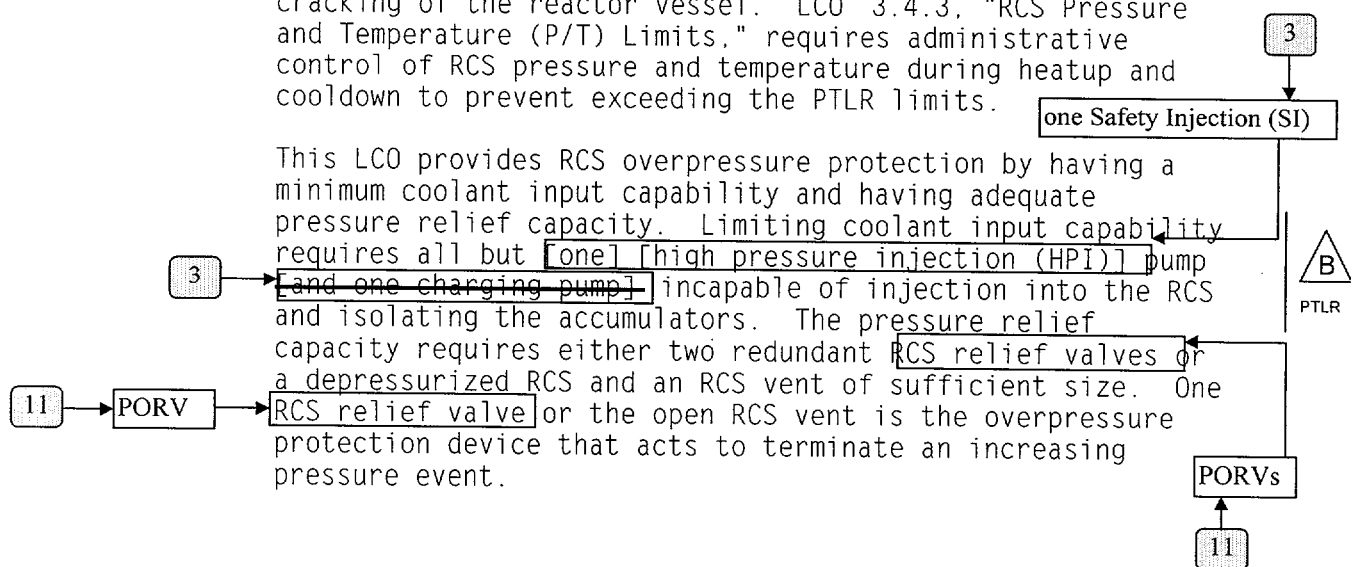 cracking of the reactor vessel. LCO 3.4.3, "RCS Pressure
and Temperature (P/T) Limits," requires administrative
control of RCS pressure and temperature during heatup and
cooldown to prevent exceeding the PTLR limits.
3
one Safety Injection (SI)
This LCO provides RCS overpressure protection by having a
minimum coolant input capability and having adequate
pressure relief capacity. Limiting coolant input capability
requires all but [one] [high pressure injection (HPI)] pump
3
[and one charging pump] incapable of injection into the RCS
B
PTLR
and isolating the accumulators. The pressure relief
capacity requires either two redundant RCS relief valves or
a depressurized RCS and an RCS vent of sufficient size. One
11
PORV
RCS relief valve or the open RCS vent is the overpressure
protection device that acts to terminate an increasing
pressure event.
PORVs
11